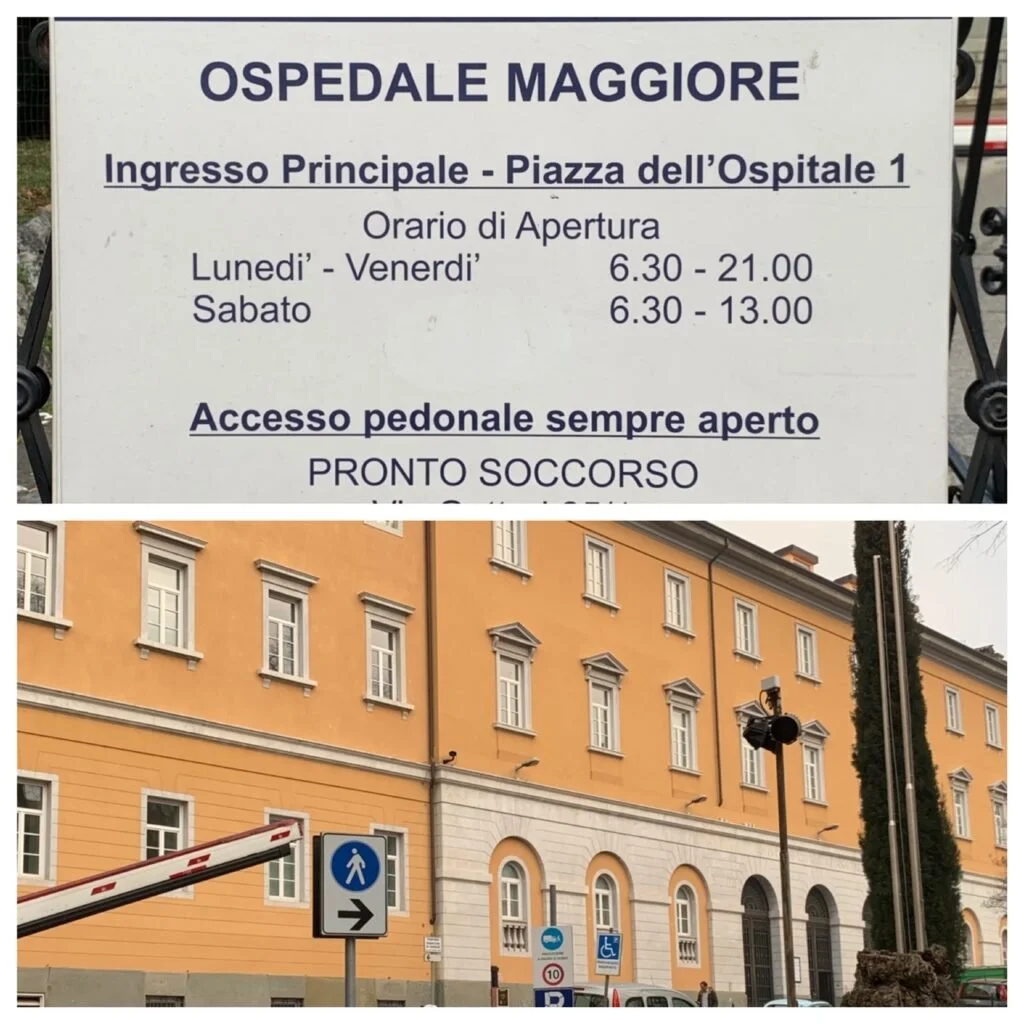 OSPEDALE MAGGIORE
Ingresso Principale - Piazza dell'Ospitale 1
Orario di Apertura
Lunedi' - Venerdi' 6.30 - 21.00
Sabato 6.30 - 13.00
Accesso pedonale sempre aperto
PRONTO SOCCORSO
10
P